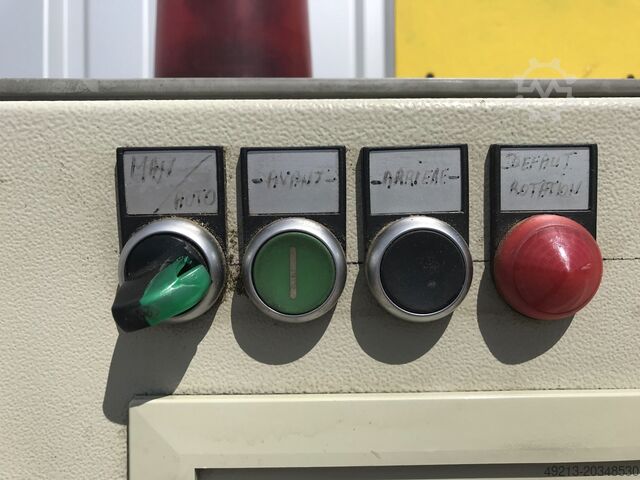 MAN/
AUTO
-AVANT-
-ARRIERE-
DEFAUT
ROTATION
49213-20348530